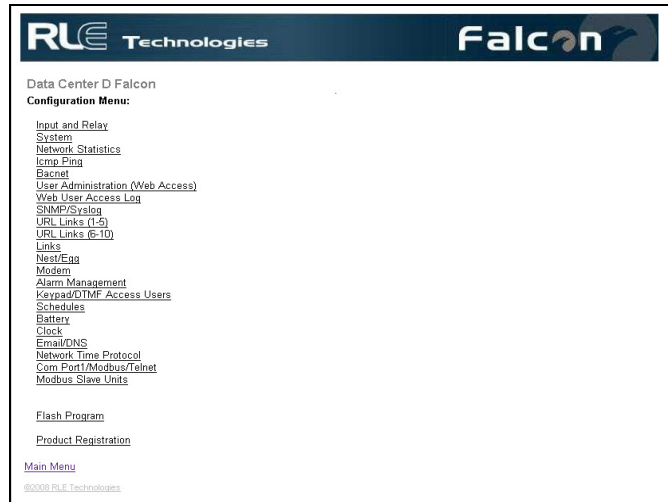 RLE Technologies
Falcon
Data Center D Falcon
Configuration Menu:
Input and Relay
System
Network Statistics
Icmp Ping
Bacnet
User Administration (Web Access)
Web User Access Log
SNMP/Syslog
URL Links (1-5)
URL Links (6-10)
Links
Nest/Egg
Modem
Alarm Management
Keypad/DTMF Access Users
Schedules
Battery
Clock
Email/DNS
Network Time Protocol
Com Port1/Modbus/Telnet
Modbus Slave Units
Flash Program
Product Registration
Main Menu
©2008 RLE Technologies